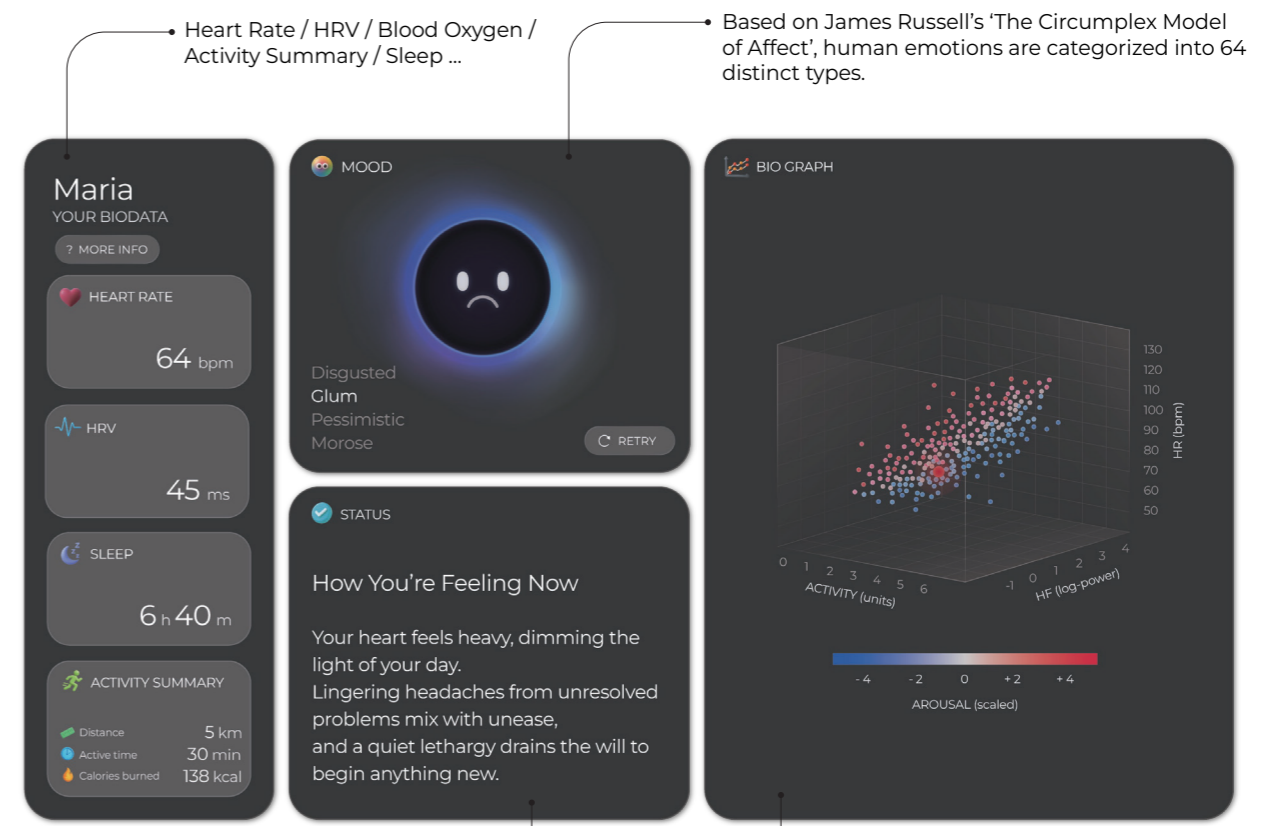 Heart Rate / HRV / Blood Oxygen /
Activity Summary / Sleep ...
Based on James Russell's 'The Circumplex Model
of Affect', human emotions are categorized into 64
distinct types.
Maria
YOUR BIODATA
? MORE INFO
HEART RATE
64 bpm
HRV
45 ms
SLEEP
6 h 40 m
ACTIVITY SUMMARY
Distance 5 km
Active time 30 min
Calories burned 138 kcal
MOOD
Disgusted
Glum
Pessimistic
Morose
RETRY
STATUS
How You're Feeling Now
Your heart feels heavy, dimming the
light of your day.
Lingering headaches from unresolved
problems mix with unease,
and a quiet lethargy drains the will to
begin anything new.
BIO GRAPH
130
120
110
100
90
80
70
60
50
HR (bpm)
0 1 2 3 4 5 6
ACTIVITY (units)
-1 0 1 2 3 4
HF (log-power)
- 4 - 2 0 + 2 + 4
AROUSAL (scaled)